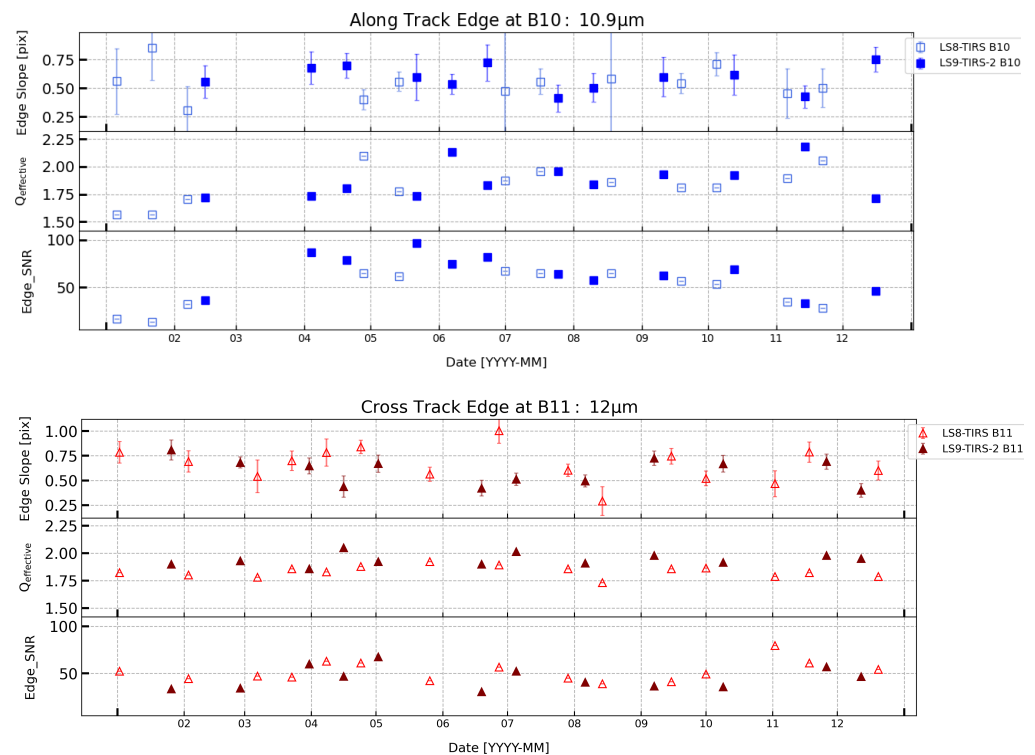 Along Track Edge at B10 : 10.9μm
Edge Slope [pix]
0.75
0.50
0.25
LS8-TIRS B10
LS9-TIRS-2 B10
Qeffective
2.25
2.00
1.75
1.50
Edge_SNR
100
50
02 03 04 05 06 07 08 09 10 11 12
Date [YYYY-MM]
Cross Track Edge at B11 : 12μm
Edge Slope [pix]
1.00
0.75
0.50
0.25
LS8-TIRS B11
LS9-TIRS-2 B11
Qeffective
2.25
2.00
1.75
1.50
Edge_SNR
100
50
02 03 04 05 06 07 08 09 10 11 12
Date [YYYY-MM]